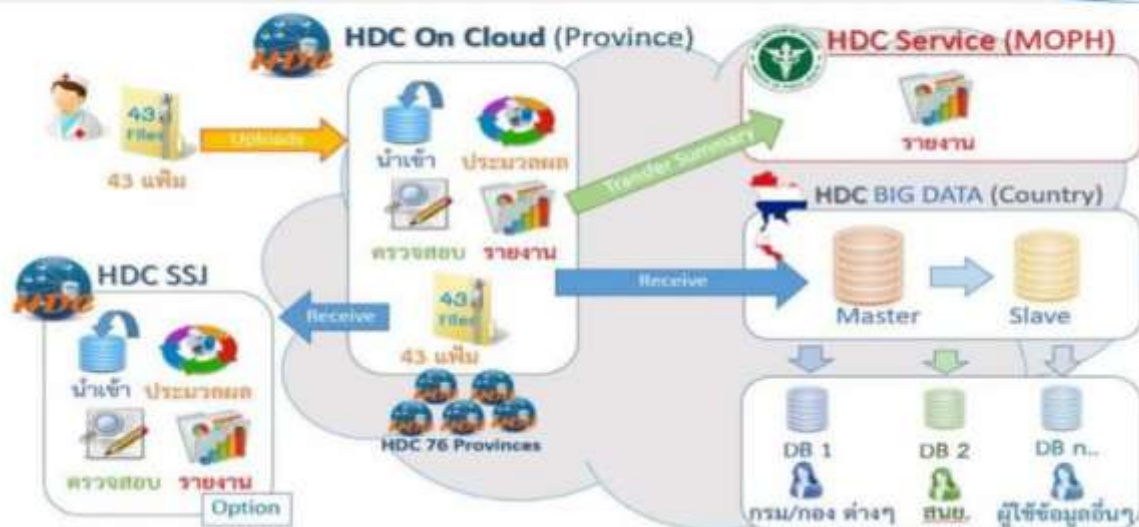 HDC On Cloud (Province)
HDC
43
Files
43 แฟ้ม
Uploads
นำเข้า
ประมวลผล
ตรวจสอบ
รายงาน
43
Files
43 แฟ้ม
HDC 76 Provinces
Transfer Summary
Receive
Receive
HDC SSJ
HDC
นำเข้า
ประมวลผล
ตรวจสอบ
รายงาน
Option
HDC Service (MOPH)
รายงาน
HDC BIG DATA (Country)
Master
Slave
DB 1
DB 2
DB n..
กรม/กอง ต่างๆ
สนย.
ผู้ใช้ข้อมูลอื่นๆ